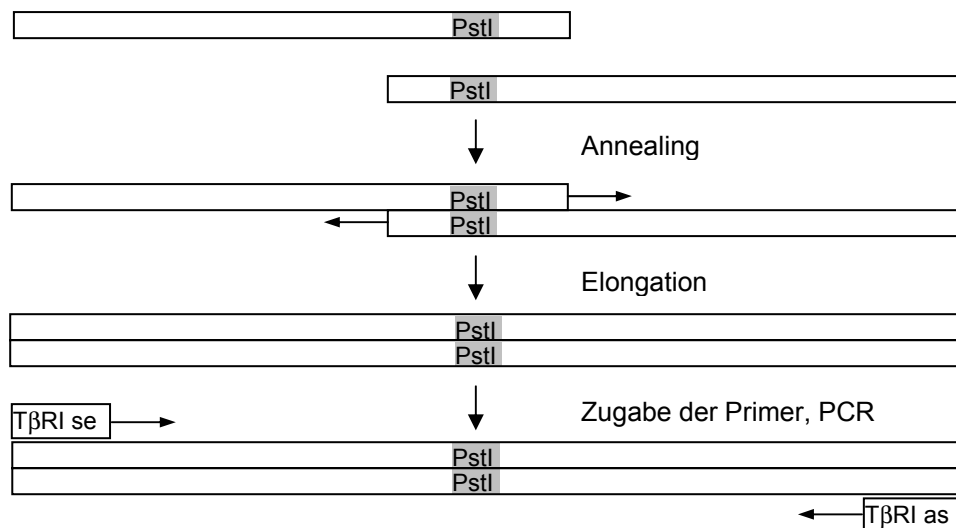 PstI
PstI
Annealing
PstI
PstI
Elongation
PstI
PstI
Zugabe der Primer, PCR
TβRI se
PstI
PstI
TβRI as